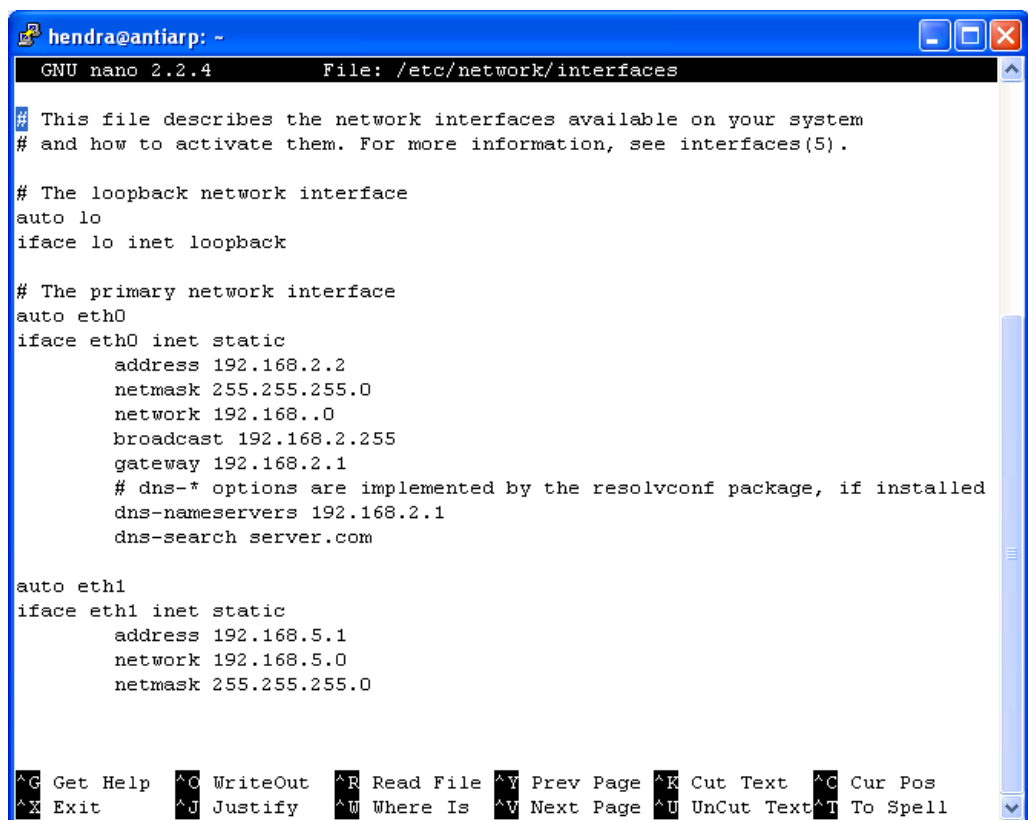 hendra@antiarp: ~
GNU nano 2.2.4 File: /etc/network/interfaces
# This file describes the network interfaces available on your system
# and how to activate them. For more information, see interfaces(5).
# The loopback network interface
auto lo
iface lo inet loopback
# The primary network interface
auto eth0
iface eth0 inet static
address 192.168.2.2
netmask 255.255.255.0
network 192.168..0
broadcast 192.168.2.255
gateway 192.168.2.1
# dns-* options are implemented by the resolvconf package, if installed
dns-nameservers 192.168.2.1
dns-search server.com
auto eth1
iface eth1 inet static
address 192.168.5.1
network 192.168.5.0
netmask 255.255.255.0
^G Get Help ^O WriteOut ^R Read File ^Y Prev Page ^K Cut Text ^C Cur Pos
^X Exit ^J Justify ^W Where Is ^V Next Page ^U UnCut Text ^T To Spell